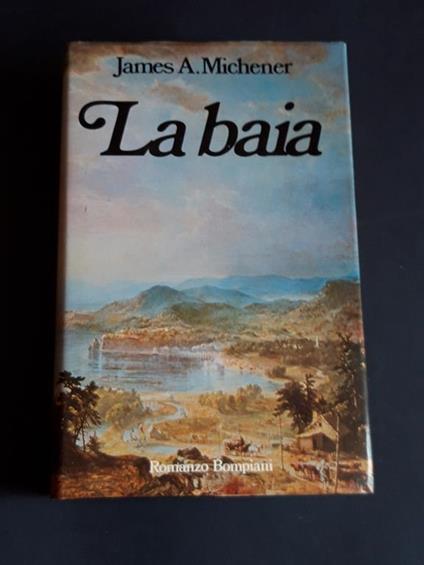 James A. Michener
La baia
Romanzo Bompiani